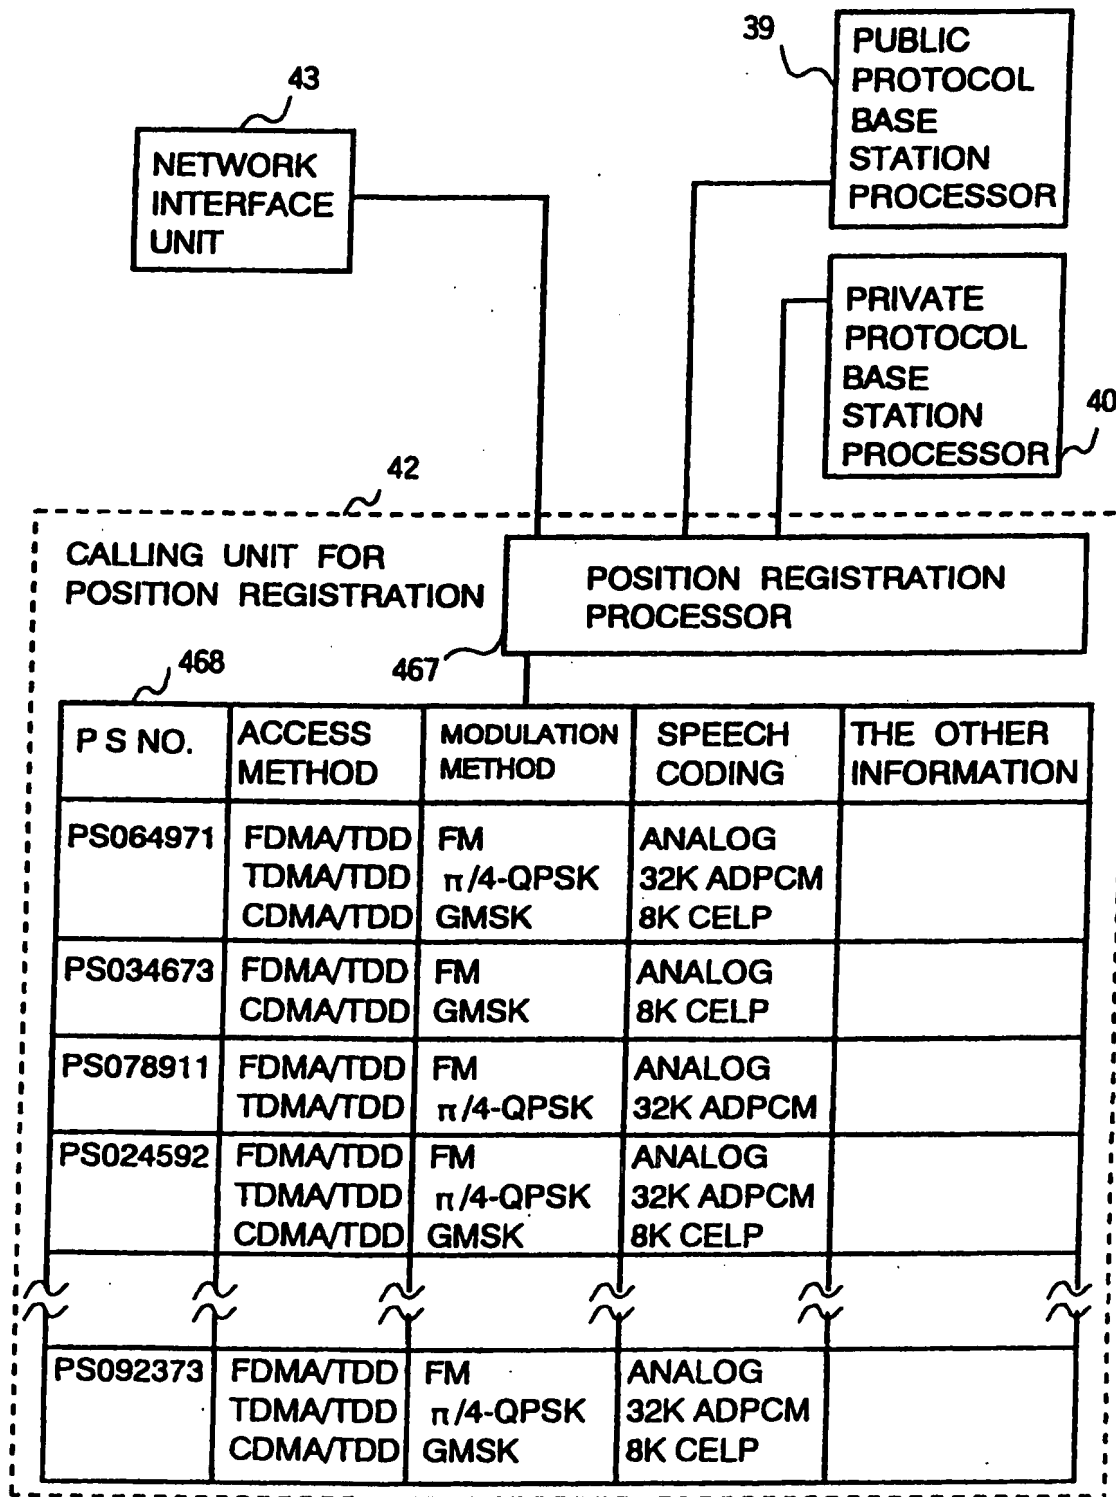 39
PUBLIC
PROTOCOL
BASE
STATION
PROCESSOR
43
NETWORK
INTERFACE
UNIT
PRIVATE
PROTOCOL
BASE
STATION
PROCESSOR
40
42
CALLING UNIT FOR
POSITION REGISTRATION
POSITION REGISTRATION
PROCESSOR
467
468
P S NO. ACCESS METHOD MODULATION METHOD SPEECH CODING THE OTHER INFORMATION
PS064971 FDMA/TDD FM ANALOG
TDMA/TDD π/4-QPSK 32K ADPCM
CDMA/TDD GMSK 8K CELP
PS034673 FDMA/TDD FM ANALOG
CDMA/TDD GMSK 8K CELP
PS078911 FDMA/TDD FM ANALOG
TDMA/TDD π/4-QPSK 32K ADPCM
PS024592 FDMA/TDD FM ANALOG
TDMA/TDD π/4-QPSK 32K ADPCM
CDMA/TDD GMSK 8K CELP
PS092373 FDMA/TDD FM ANALOG
TDMA/TDD π/4-QPSK 32K ADPCM
CDMA/TDD GMSK 8K CELP